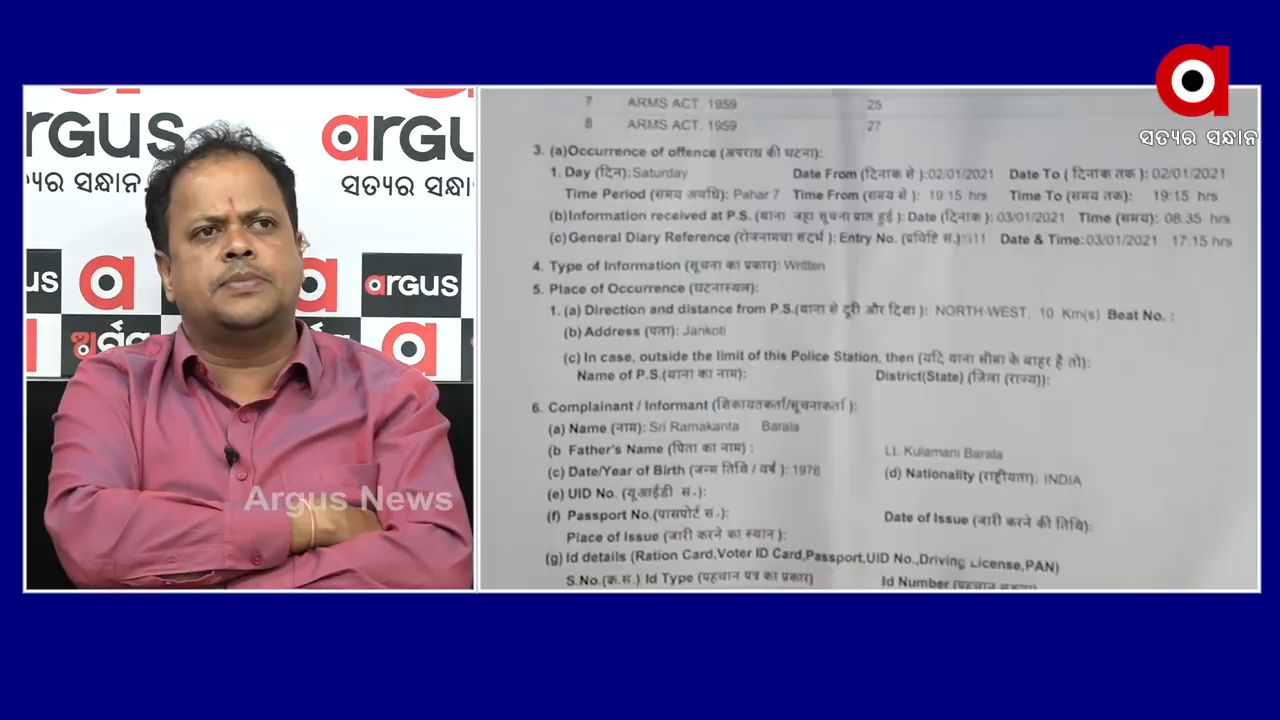 ସତ୍ୟର ସନ୍ଧାନ
argus
ସତ୍ୟର ସନ୍ଧାନ
argus
Argus News
7 ARMS ACT, 1959 25
8 ARMS ACT, 1959 27
3. (a)Occurrence of offence (अपराध की घटना):
1. Day (दिन):Saturday Date From (दिनाक से ):02/01/2021 Date To ( दिनाक तक ): 02/01/2021
Time Period (समय अवधि): Pahar 7 Time From (समय से ): 19:15 hrs Time To (समय तक): 19:15 hrs
(b)Information received at P.S. (थाना जहा सूचना प्राप्त हुई ): Date (दिनाक ): 03/01/2021 Time (समय): 08.35 hrs
(c)General Diary Reference (रोजनामचा संदर्भ ): Entry No. (प्रविष्टि सं.) Date & Time:03/01/2021 17:15 hrs
4. Type of Information (सूचना का प्रकार): Written
5. Place of Occurrence (घटनास्थल):
1. (a) Direction and distance from P.S.(थाना से दूरी और दिशा ): NORTH-WEST, 10 Km(s) Beat No. :
(b) Address (पता): Jankoti
(c) In case, outside the limit of this Police Station, then (यदि थाना सीमा के बाहर है तो):
Name of P.S.(थाना का नाम): District(State) (जिला (राज्य)):
6. Complainant / Informant (शिकायतकर्ता/सूचनाकर्ता ):
(a) Name (नाम): Sri Ramakanta Barala
(b Father's Name (पिता का नाम) : Lt. Kulamani Barala
(c) Date/Year of Birth (जन्म तिथि / वर्ष ): 1976 (d) Nationality (राष्ट्रीयता): INDIA
(e) UID No. (यूआईडी सं.):
(f) Passport No.(पासपोर्ट सं.): Date of Issue (जारी करने की तिथि):
Place of Issue (जारी करने का स्थान ):
(g) Id details (Ration Card,Voter ID Card,Passport,UID No.,Driving License,PAN)
S.No.(क्र.सं.) Id Type (पहचान पत्र का प्रकार) Id Number